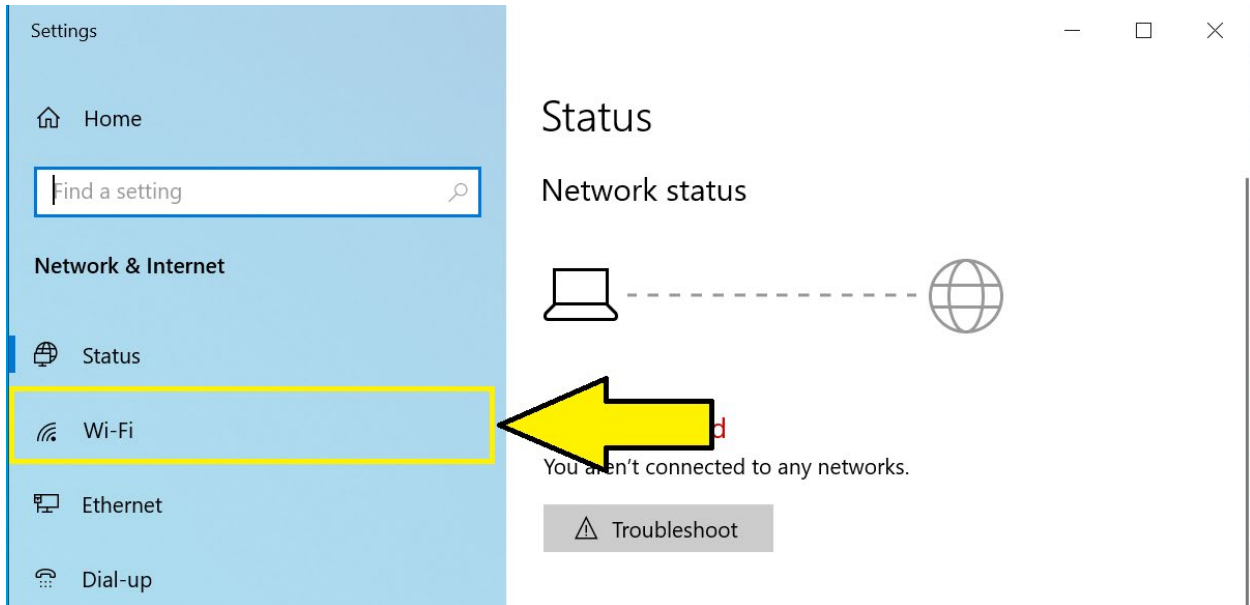 Settings
Home
Find a setting
Network & Internet
Status
Wi-Fi
Ethernet
Dial-up
Status
Network status
You aren't connected to any networks.
Troubleshoot